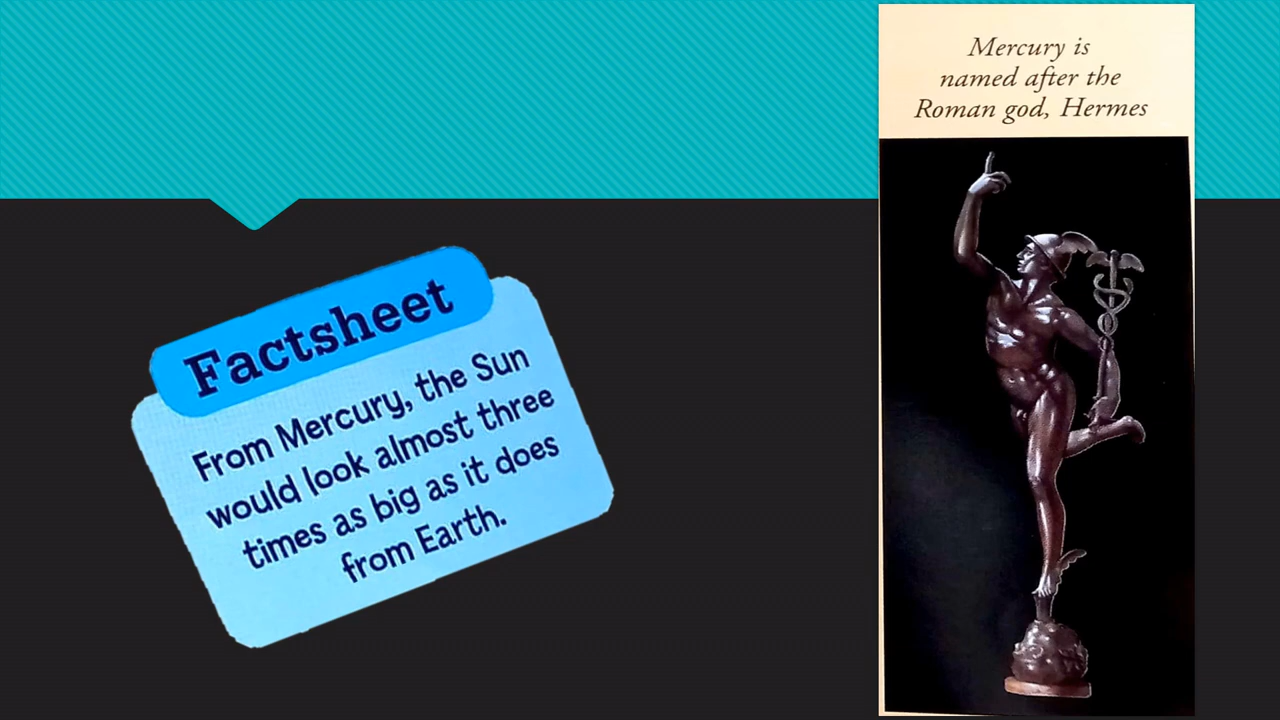 Factsheet
From Mercury, the Sun
would look almost three
times as big as it does
from Earth.
Mercury is
named after the
Roman god, Hermes